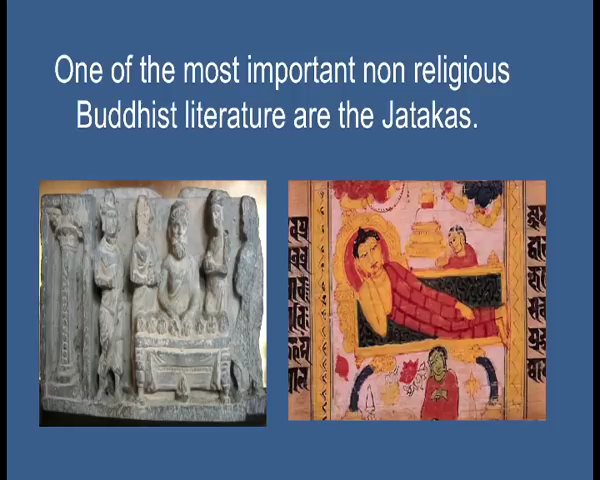 One of the most important non religious
Buddhist literature are the Jatakas.